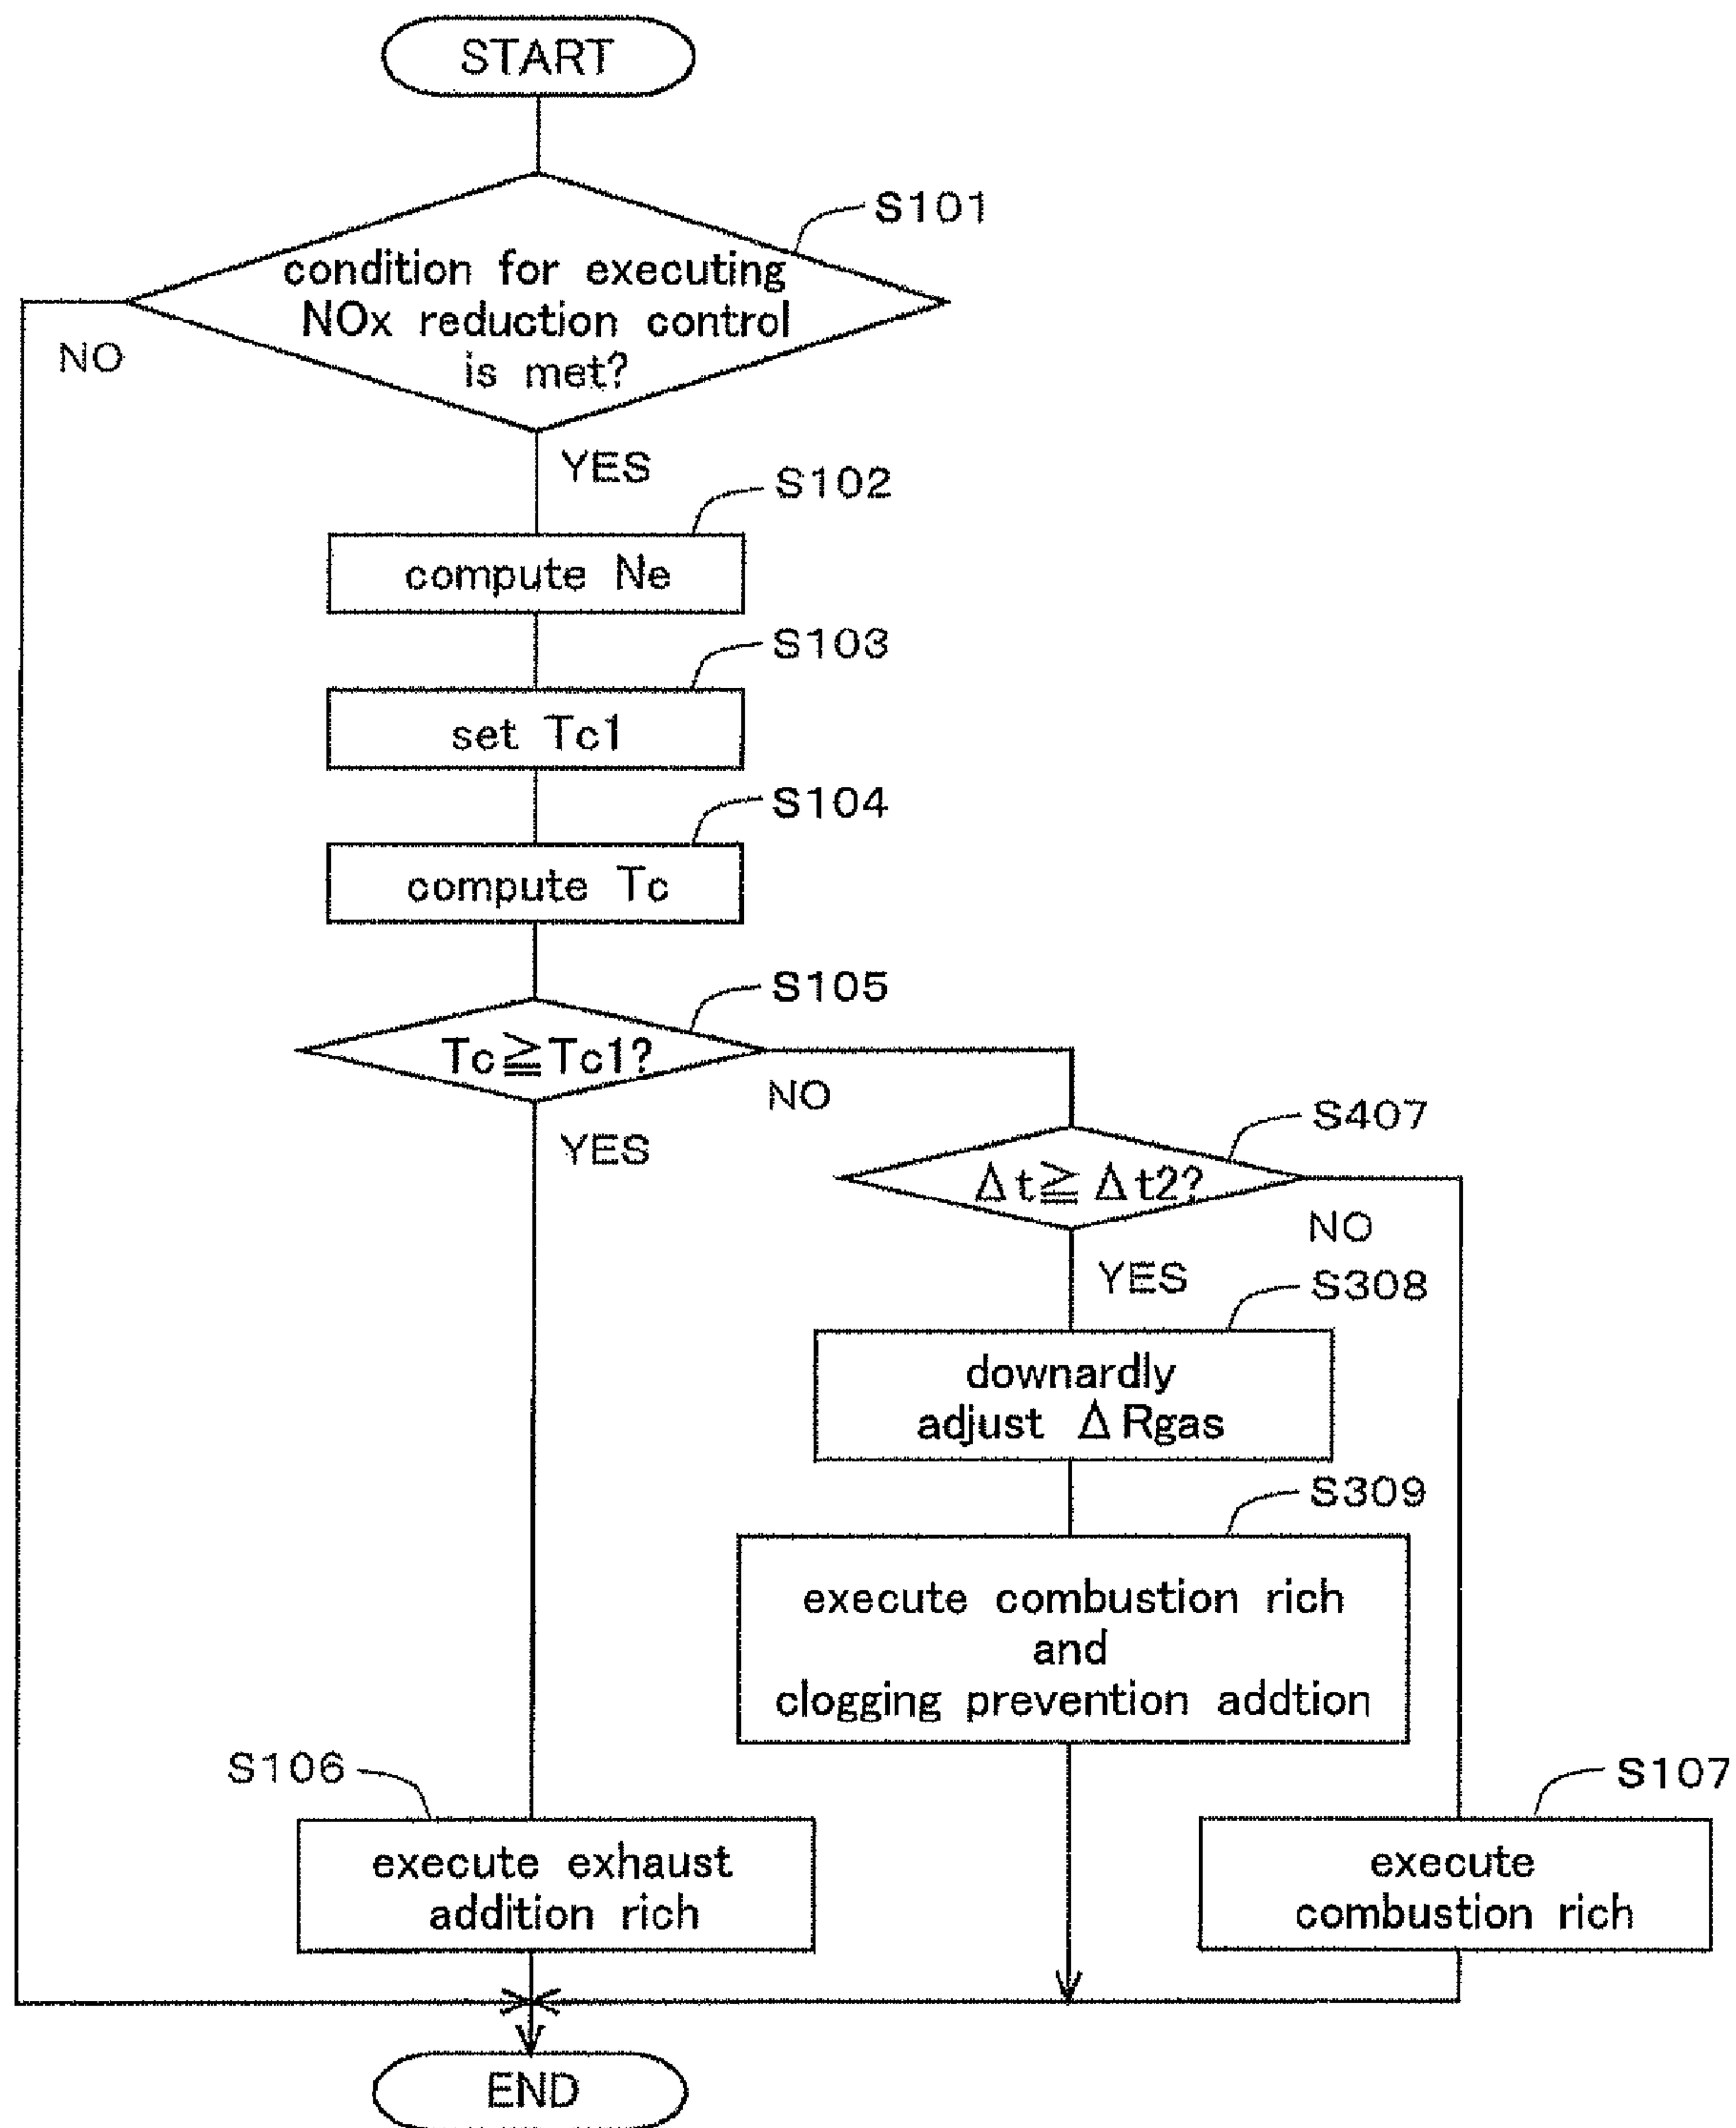 START
S101
condition for executing
NOx reduction control
is met?
NO
YES
S102
compute Ne
S103
set Tc1
S104
compute Tc
S105
Tc≧Tc1?
NO
YES
S407
Δt≧Δt2?
NO
YES
S308
downardly
adjust ΔRgas
S309
execute combustion rich
and
clogging prevention addtion
S106
execute exhaust
addition rich
S107
execute
combustion rich
END